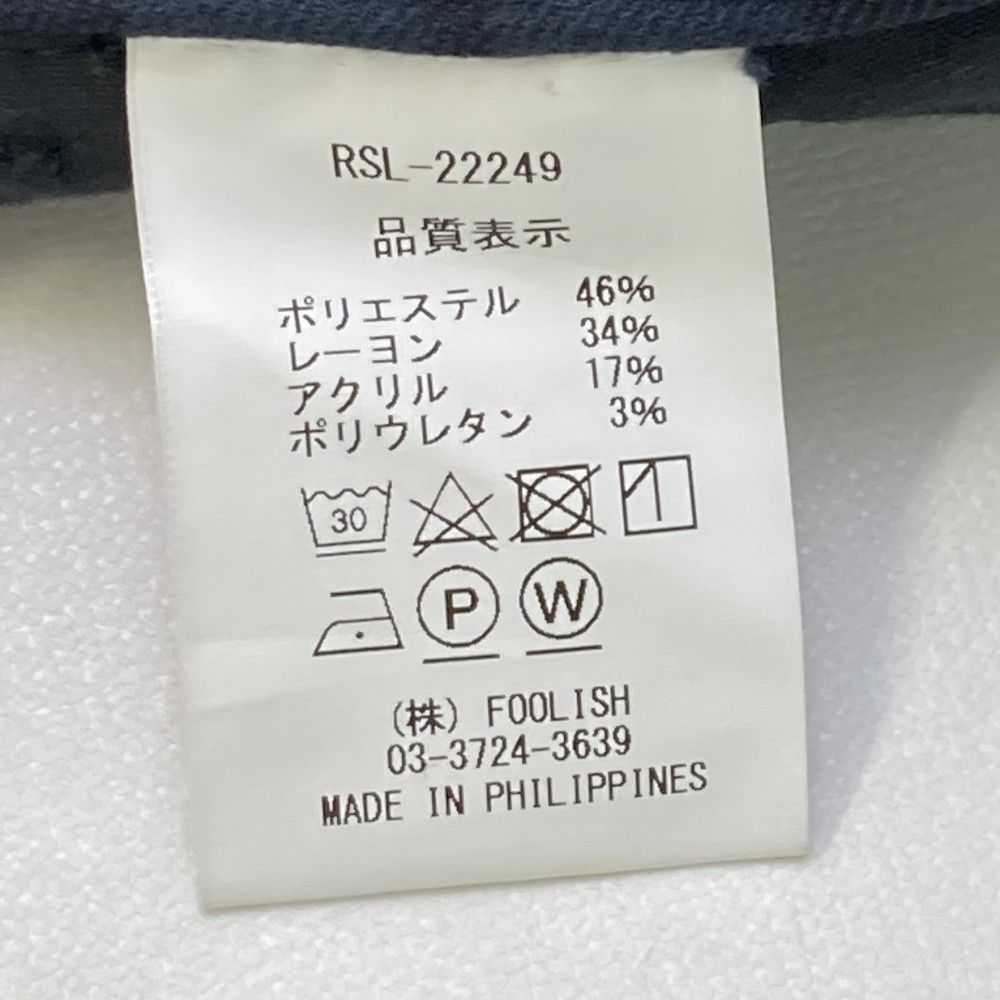 RSL-22249
品質表示
ポリエステル 46%
レーヨン 34%
アクリル 17%
ポリウレタン 3%
30
P W
(株) FOOLISH
03-3724-3639
MADE IN PHILIPPINES